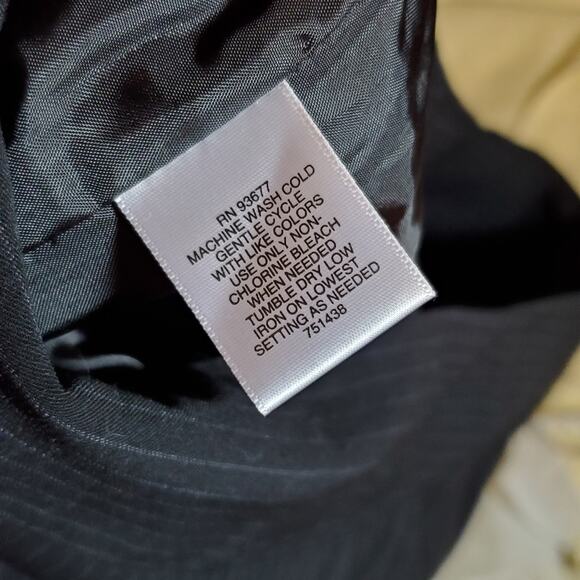 RN 93677
MACHINE WASH COLD
GENTLE CYCLE
WITH LIKE COLORS
USE ONLY NON-
CHLORINE BLEACH
WHEN NEEDED
TUMBLE DRY LOW
IRON ON LOWEST
SETTING AS NEEDED
751438